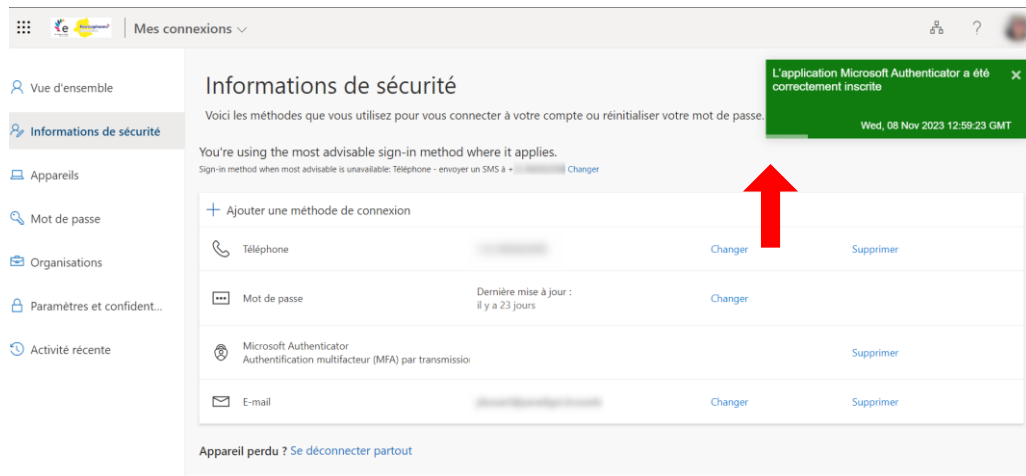 Mes connexions
?
Vue d'ensemble
Informations de sécurité
Appareils
Mot de passe
Organisations
Paramètres et confident...
Activité récente
Informations de sécurité
Voici les méthodes que vous utilisez pour vous connecter à votre compte ou réinitialiser votre mot de passe.
L'application Microsoft Authenticator a été
correctement inscrite
Wed, 08 Nov 2023 12:59:23 GMT
You're using the most advisable sign-in method where it applies.
Sign-in method when most advisable is unavailable: Téléphone - envoyer un SMS à + Changer
Ajouter une méthode de connexion
Téléphone Changer Supprimer
Mot de passe Dernière mise à jour : Changer
il y a 23 jours
Microsoft Authenticator
Authentification multifacteur (MFA) par transmissio Supprimer
E-mail Changer Supprimer
Appareil perdu ? Se déconnecter partout